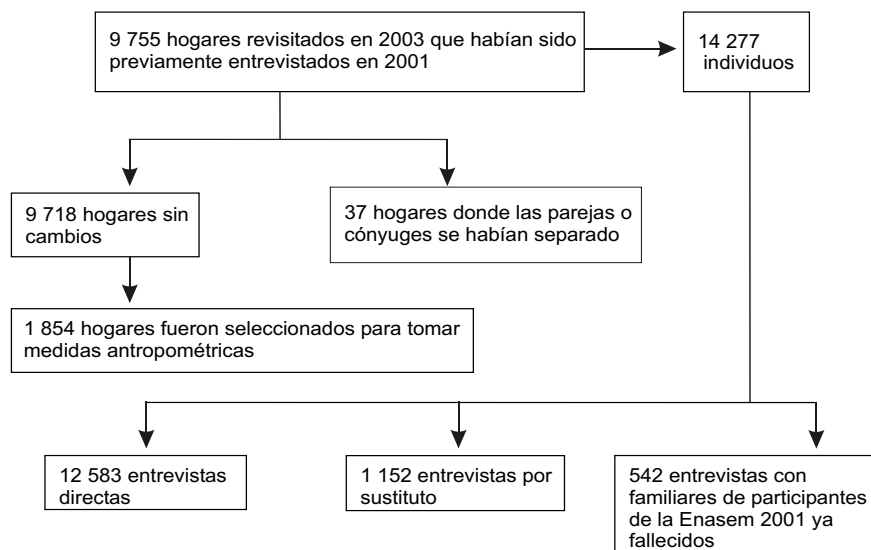 9 755 hogares revisitados en 2003 que habían sido
previamente entrevistados en 2001
14 277
individuos
9 718 hogares sin
cambios
37 hogares donde las parejas o
cónyuges se habían separado
1 854 hogares fueron seleccionados para tomar
medidas antropométricas
12 583 entrevistas
directas
1 152 entrevistas por
sustituto
542 entrevistas con
familiares de participantes
de la Enasem 2001 ya
fallecidos